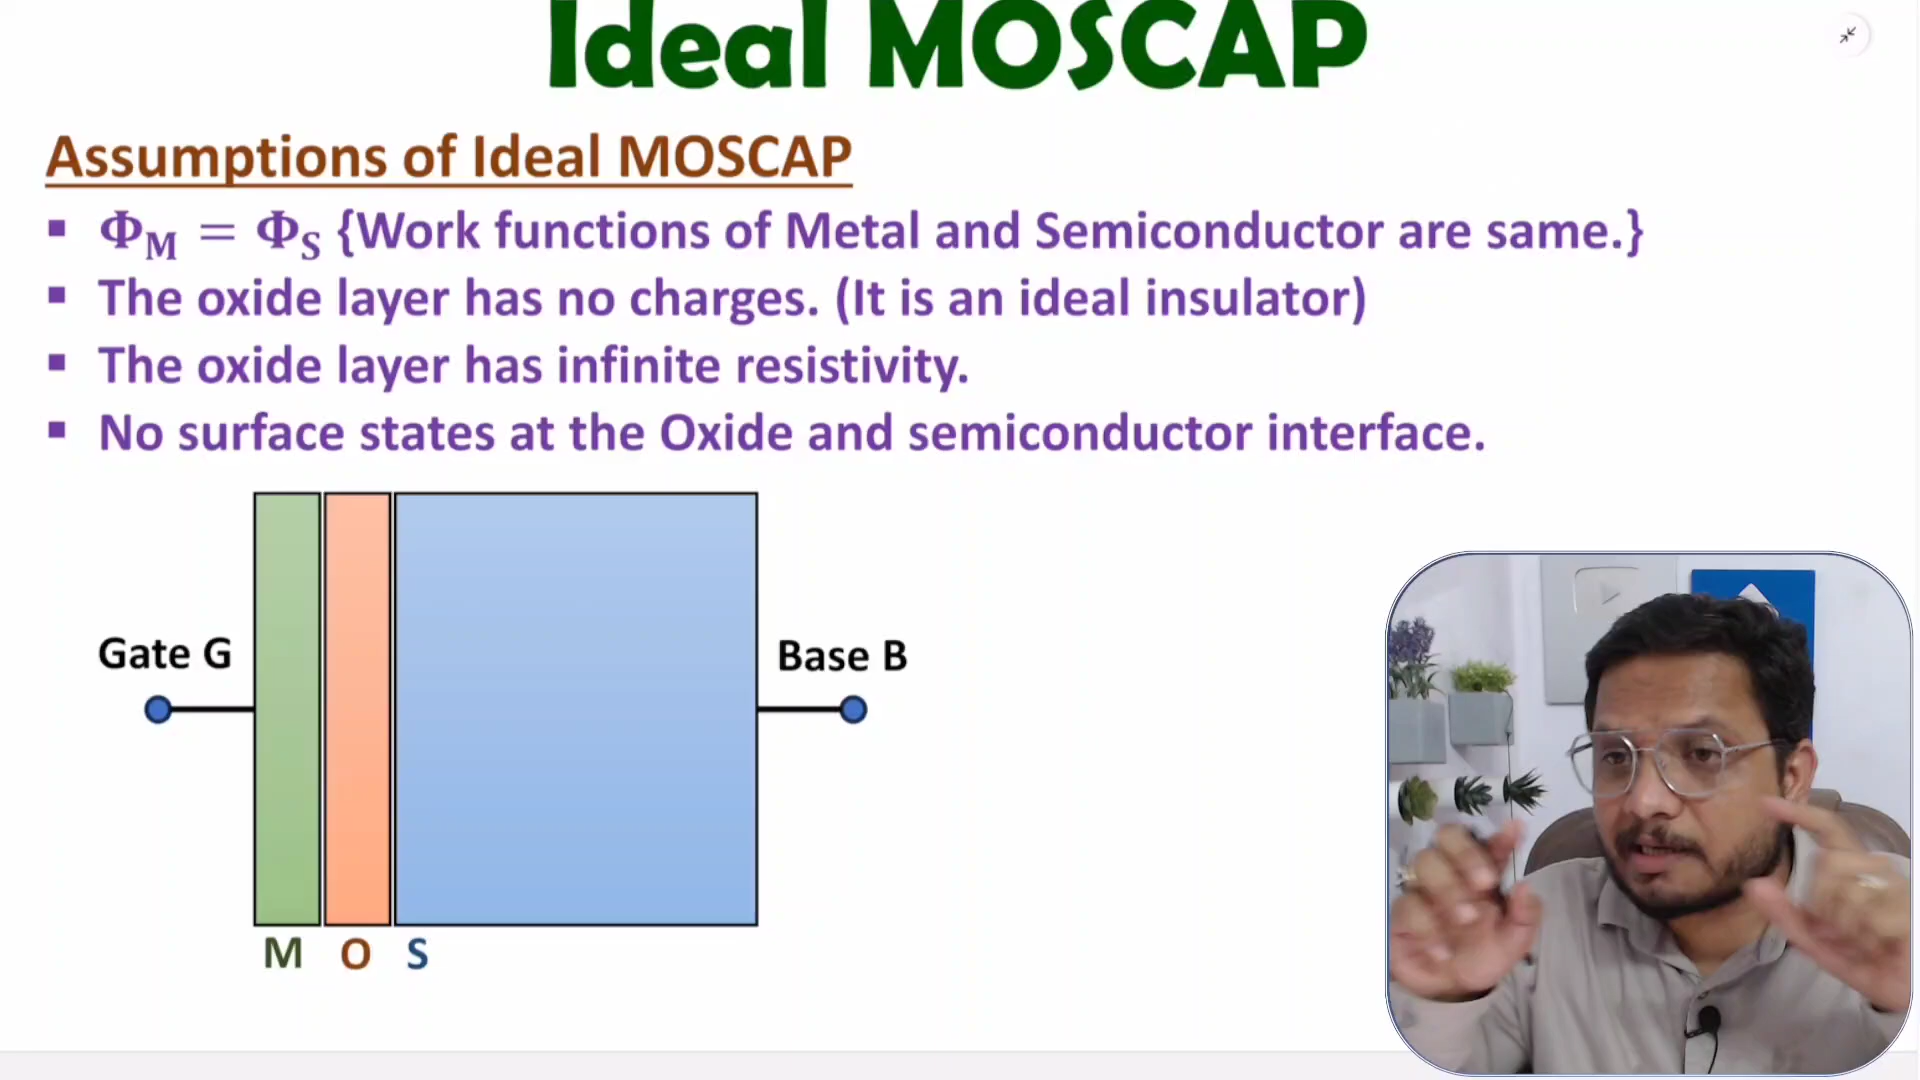 Ideal MOSCAP
Assumptions of Ideal MOSCAP
▪ Φ_M = Φ_S {Work functions of Metal and Semiconductor are same.}
▪ The oxide layer has no charges. (It is an ideal insulator)
▪ The oxide layer has infinite resistivity.
▪ No surface states at the Oxide and semiconductor interface.
Gate G
Base B
M O S